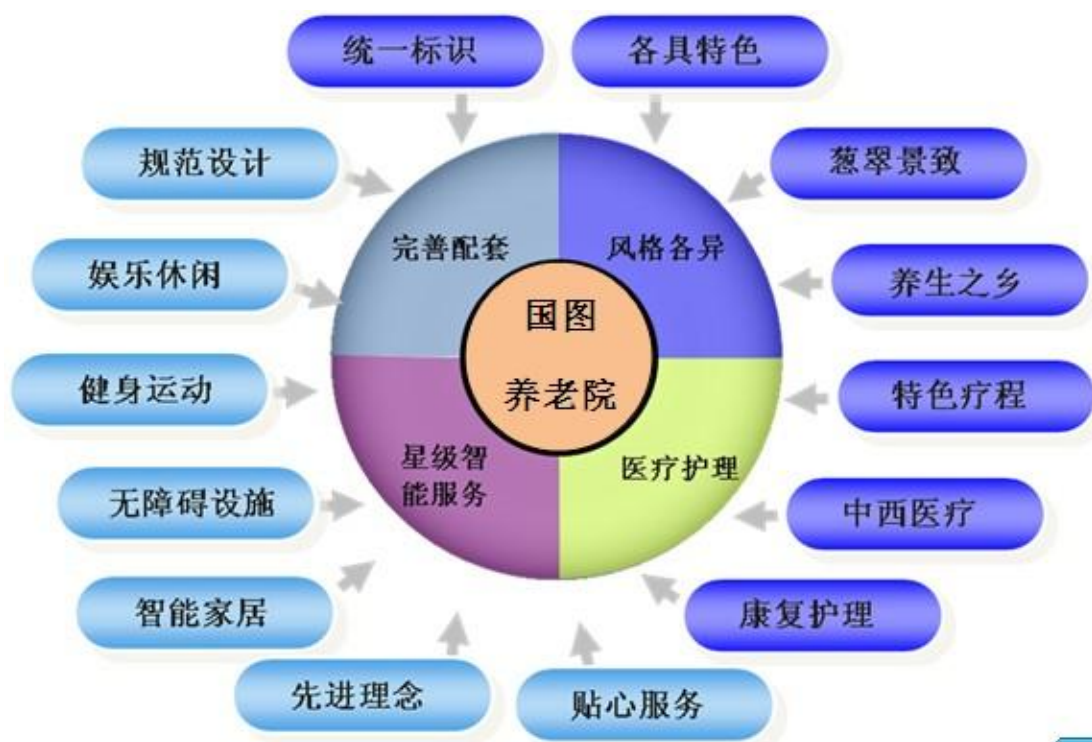 统一标识
各具特色
规范设计
葱翠景致
完善配套
风格各异
娱乐休闲
养生之乡
国图
养老院
健身运动
特色疗程
星级智
能服务
医疗护理
无障碍设施
中西医疗
智能家居
康复护理
先进理念
贴心服务